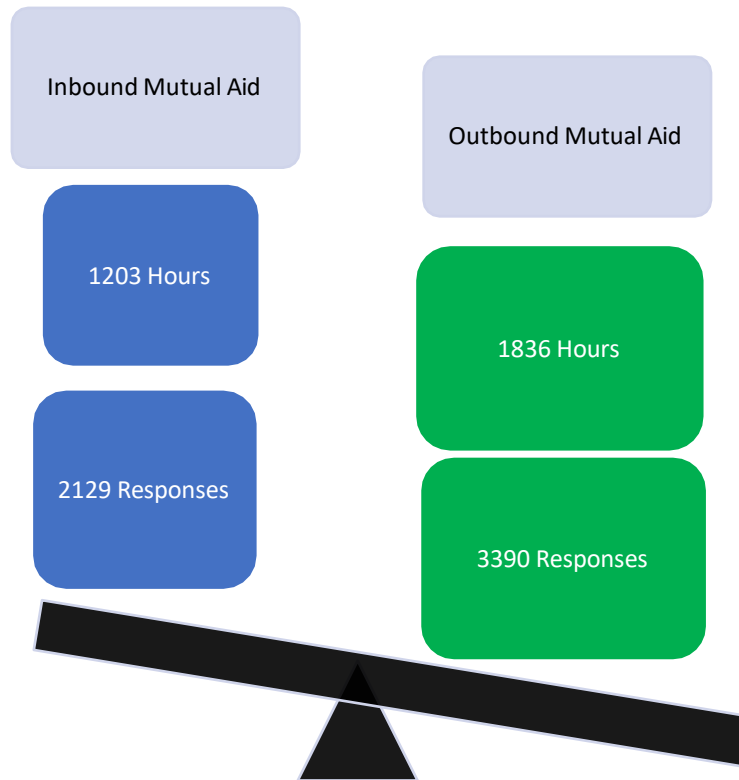 Inbound Mutual Aid
1203 Hours
2129 Responses
Outbound Mutual Aid
1836 Hours
3390 Responses